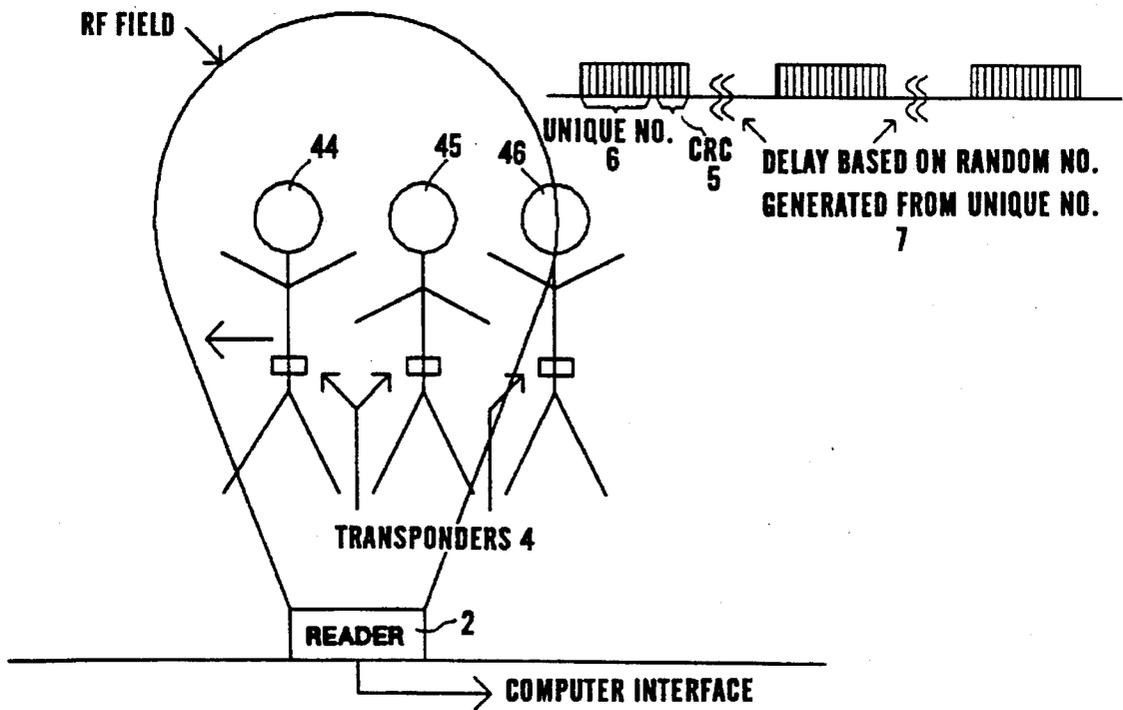 RF FIELD
UNIQUE NO.
6
CRC
5
DELAY BASED ON RANDOM NO.
GENERATED FROM UNIQUE NO.
7
44
45
46
TRANSPONDERS 4
READER
2
COMPUTER INTERFACE